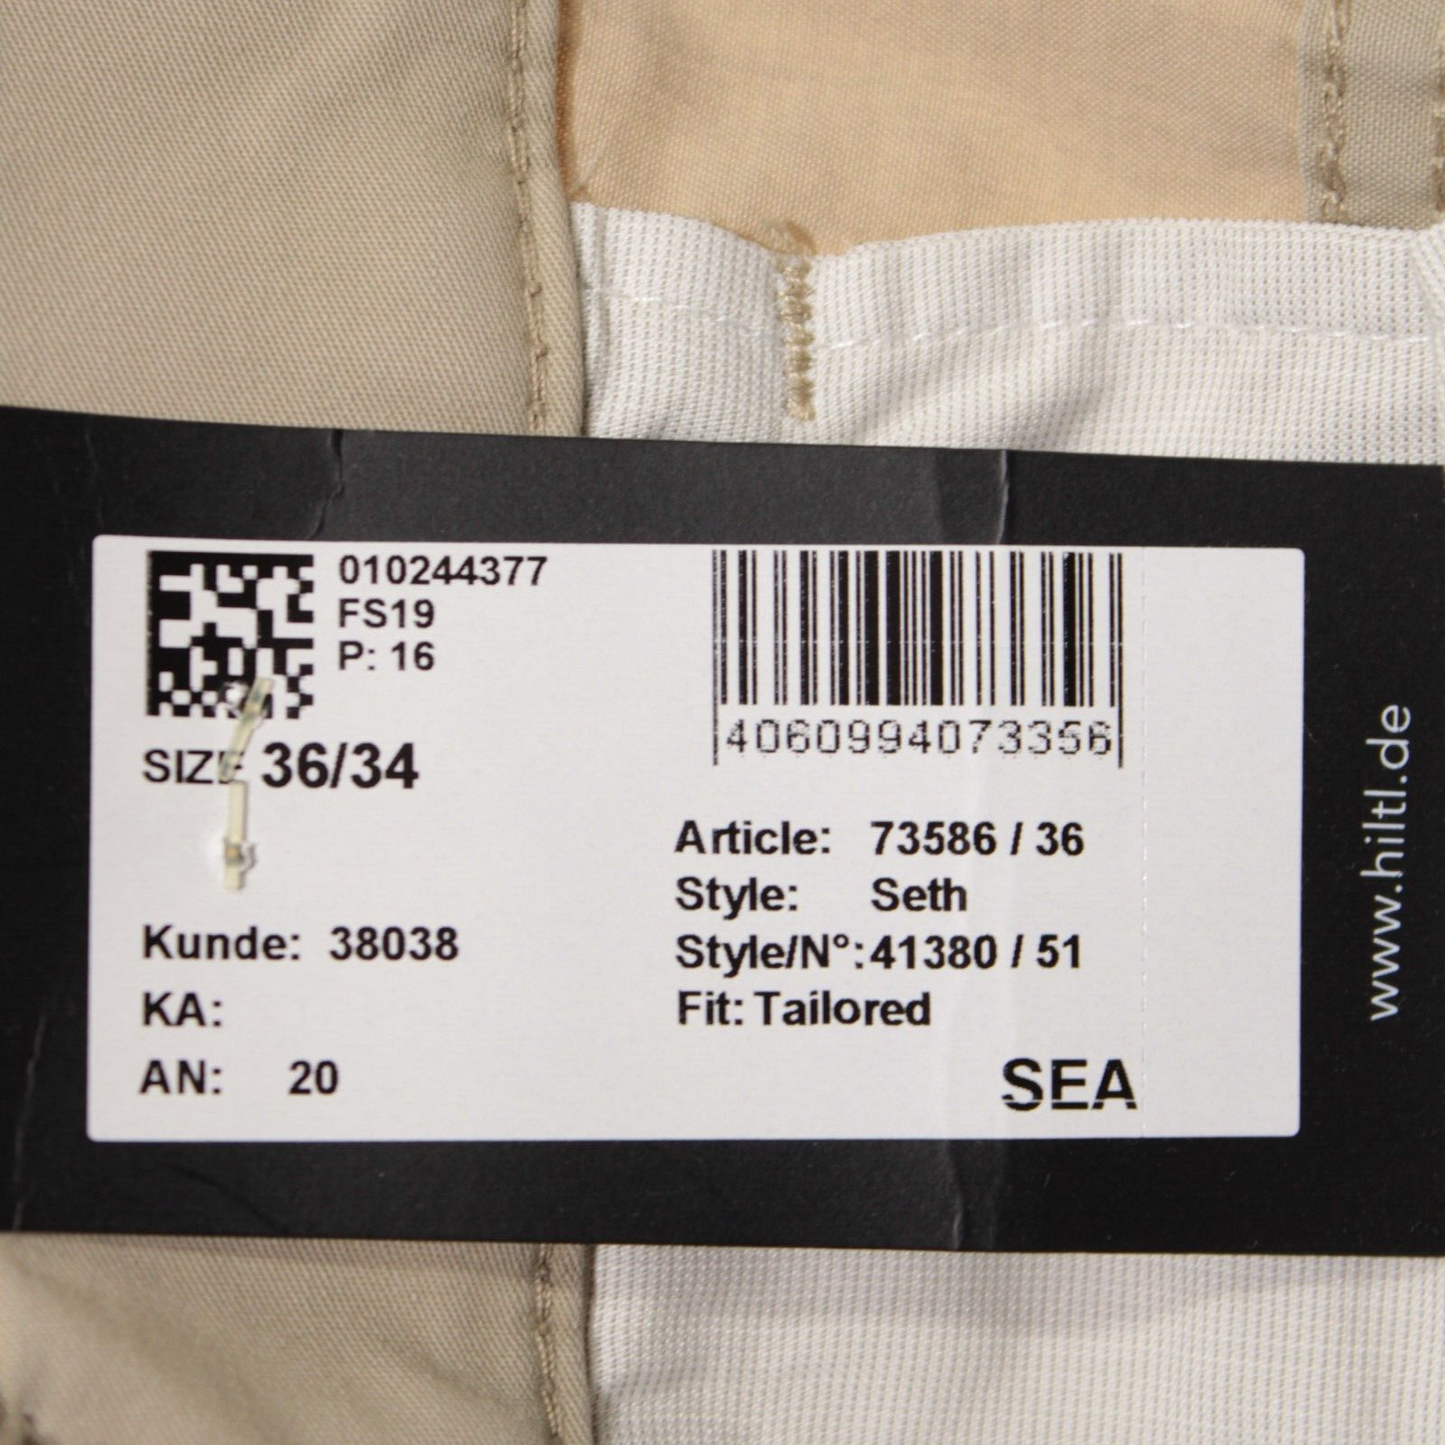 010244377
FS19
P: 16
SIZE 36/34
Kunde: 38038
KA:
AN: 20
4060994073356
Article: 73586 / 36
Style: Seth
Style/N°:41380 / 51
Fit: Tailored
SEA
www.hiltl.de